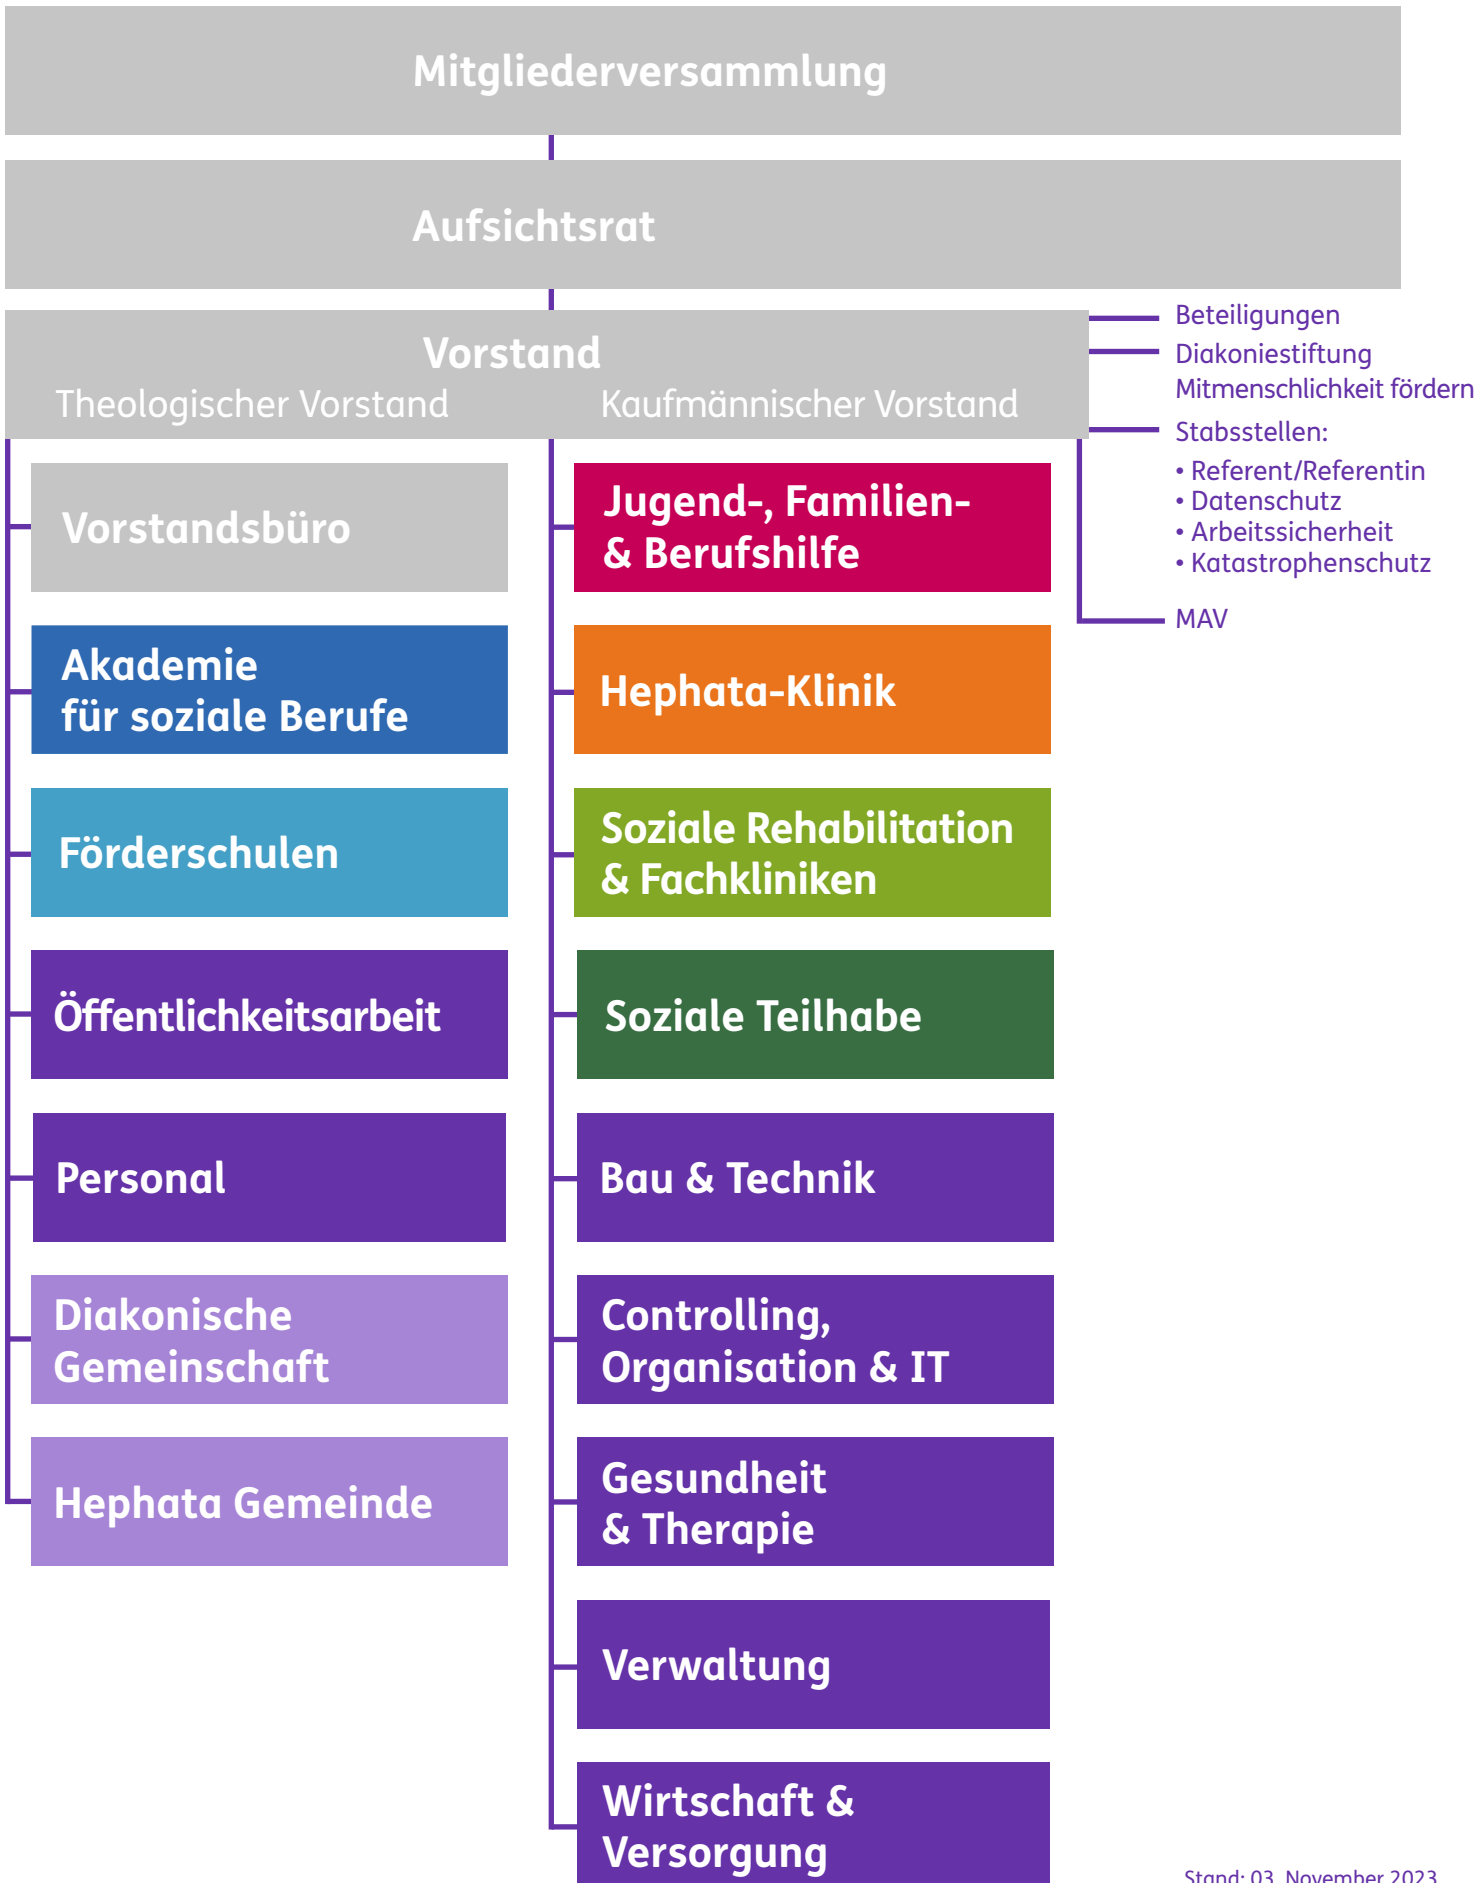 Mitgliederversammlung
Aufsichtsrat
Vorstand
Theologischer Vorstand
Kaufmännischer Vorstand
Beteiligungen
Diakoniestiftung
Mitmenschlichkeit fördern
Stabsstellen:
• Referent/Referentin
• Datenschutz
• Arbeitssicherheit
• Katastrophenschutz
MAV
Vorstandsbüro
Akademie
für soziale Berufe
Förderschulen
Öffentlichkeitsarbeit
Personal
Diakonische
Gemeinschaft
Hephata Gemeinde
Jugend-, Familien-
& Berufshilfe
Hephata-Klinik
Soziale Rehabilitation
& Fachkliniken
Soziale Teilhabe
Bau & Technik
Controlling,
Organisation & IT
Gesundheit
& Therapie
Verwaltung
Wirtschaft &
Versorgung
Stand: 03. November 2023